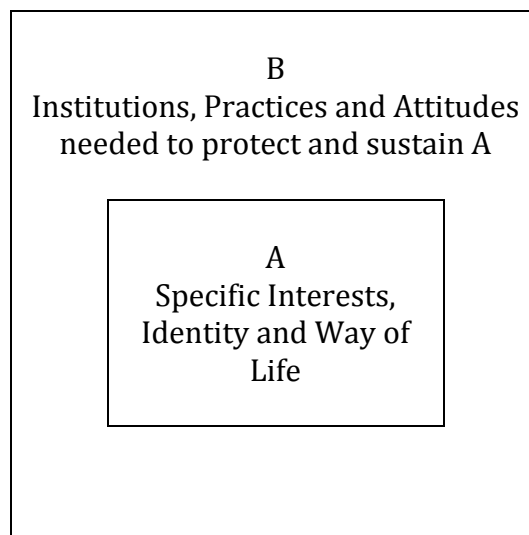 B
Institutions, Practices and Attitudes
needed to protect and sustain A
A
Specific Interests,
Identity and Way of
Life